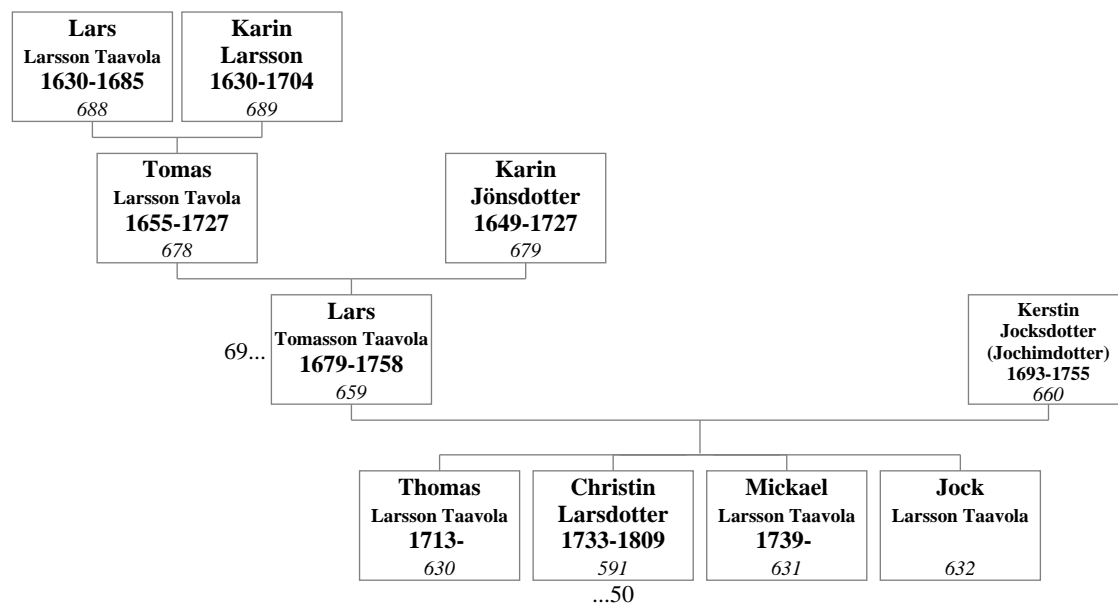 Lars
Larsson Taavola
1630-1685
688
Karin
Larsson
1630-1704
689
Tomas
Larsson Tavola
1655-1727
678
Karin
Jönsdotter
1649-1727
679
69...
Lars
Tomasson Taavola
1679-1758
659
Kerstin
Jocksdotter
(Jochimdotter)
1693-1755
660
Thomas
Larsson Taavola
1713-
630
Christin
Larsdotter
1733-1809
591
...50
Mickael
Larsson Taavola
1739-
631
Jock
Larsson Taavola
632